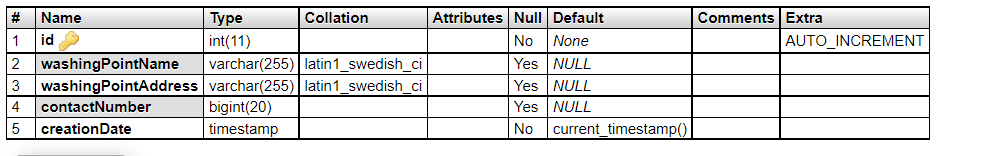 # Name Type Collation Attributes Null Default Comments Extra
1 id int(11) No None AUTO_INCREMENT
2 washingPointName varchar(255) latin1_swedish_ci Yes NULL
3 washingPointAddress varchar(255) latin1_swedish_ci Yes NULL
4 contactNumber bigint(20) Yes NULL
5 creationDate timestamp No current_timestamp()